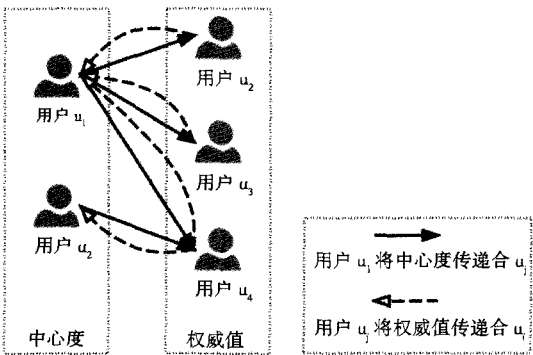 用户 u₁
用户 u₂
中心度
用户 u₂
用户 u₃
用户 u₄
权威值
用户 uᵢ 将中心度传递合 uⱼ
用户 uⱼ 将权威值传递合 uᵢ